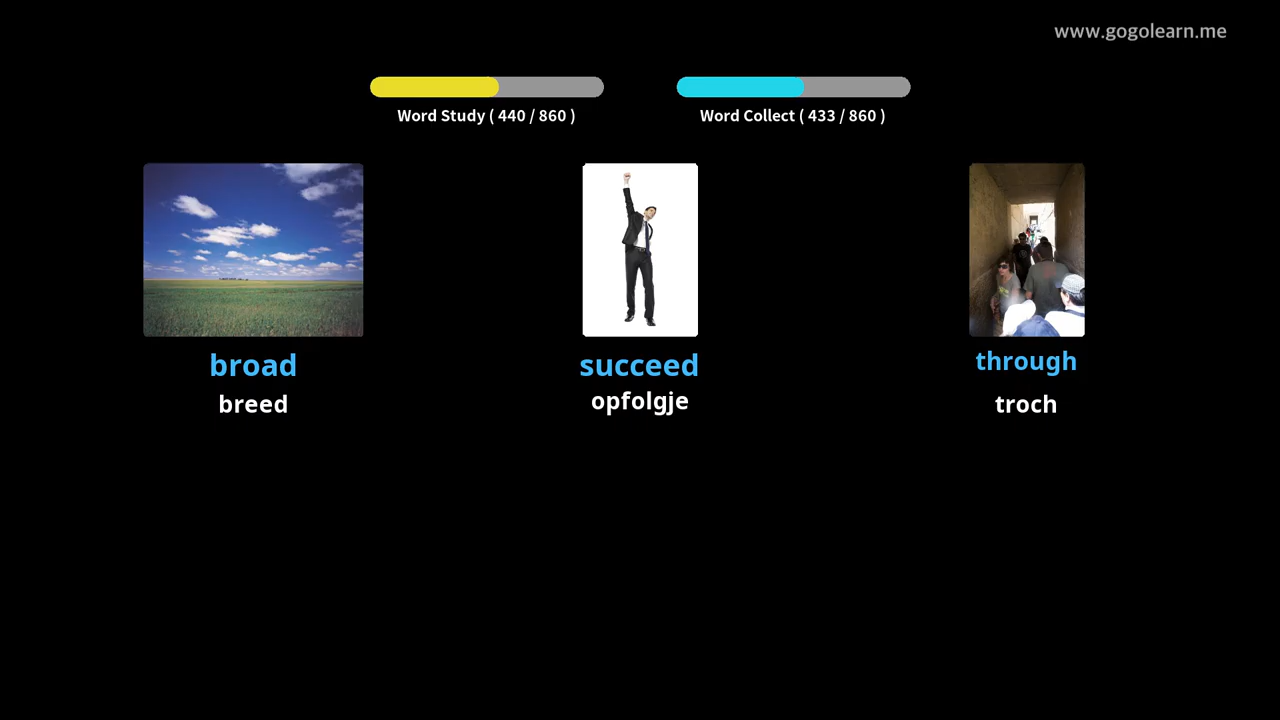 www.gogolearn.me
Word Study ( 440 / 860 )
Word Collect ( 433 / 860 )
broad
succeed
through
breed
opfolgje
troch